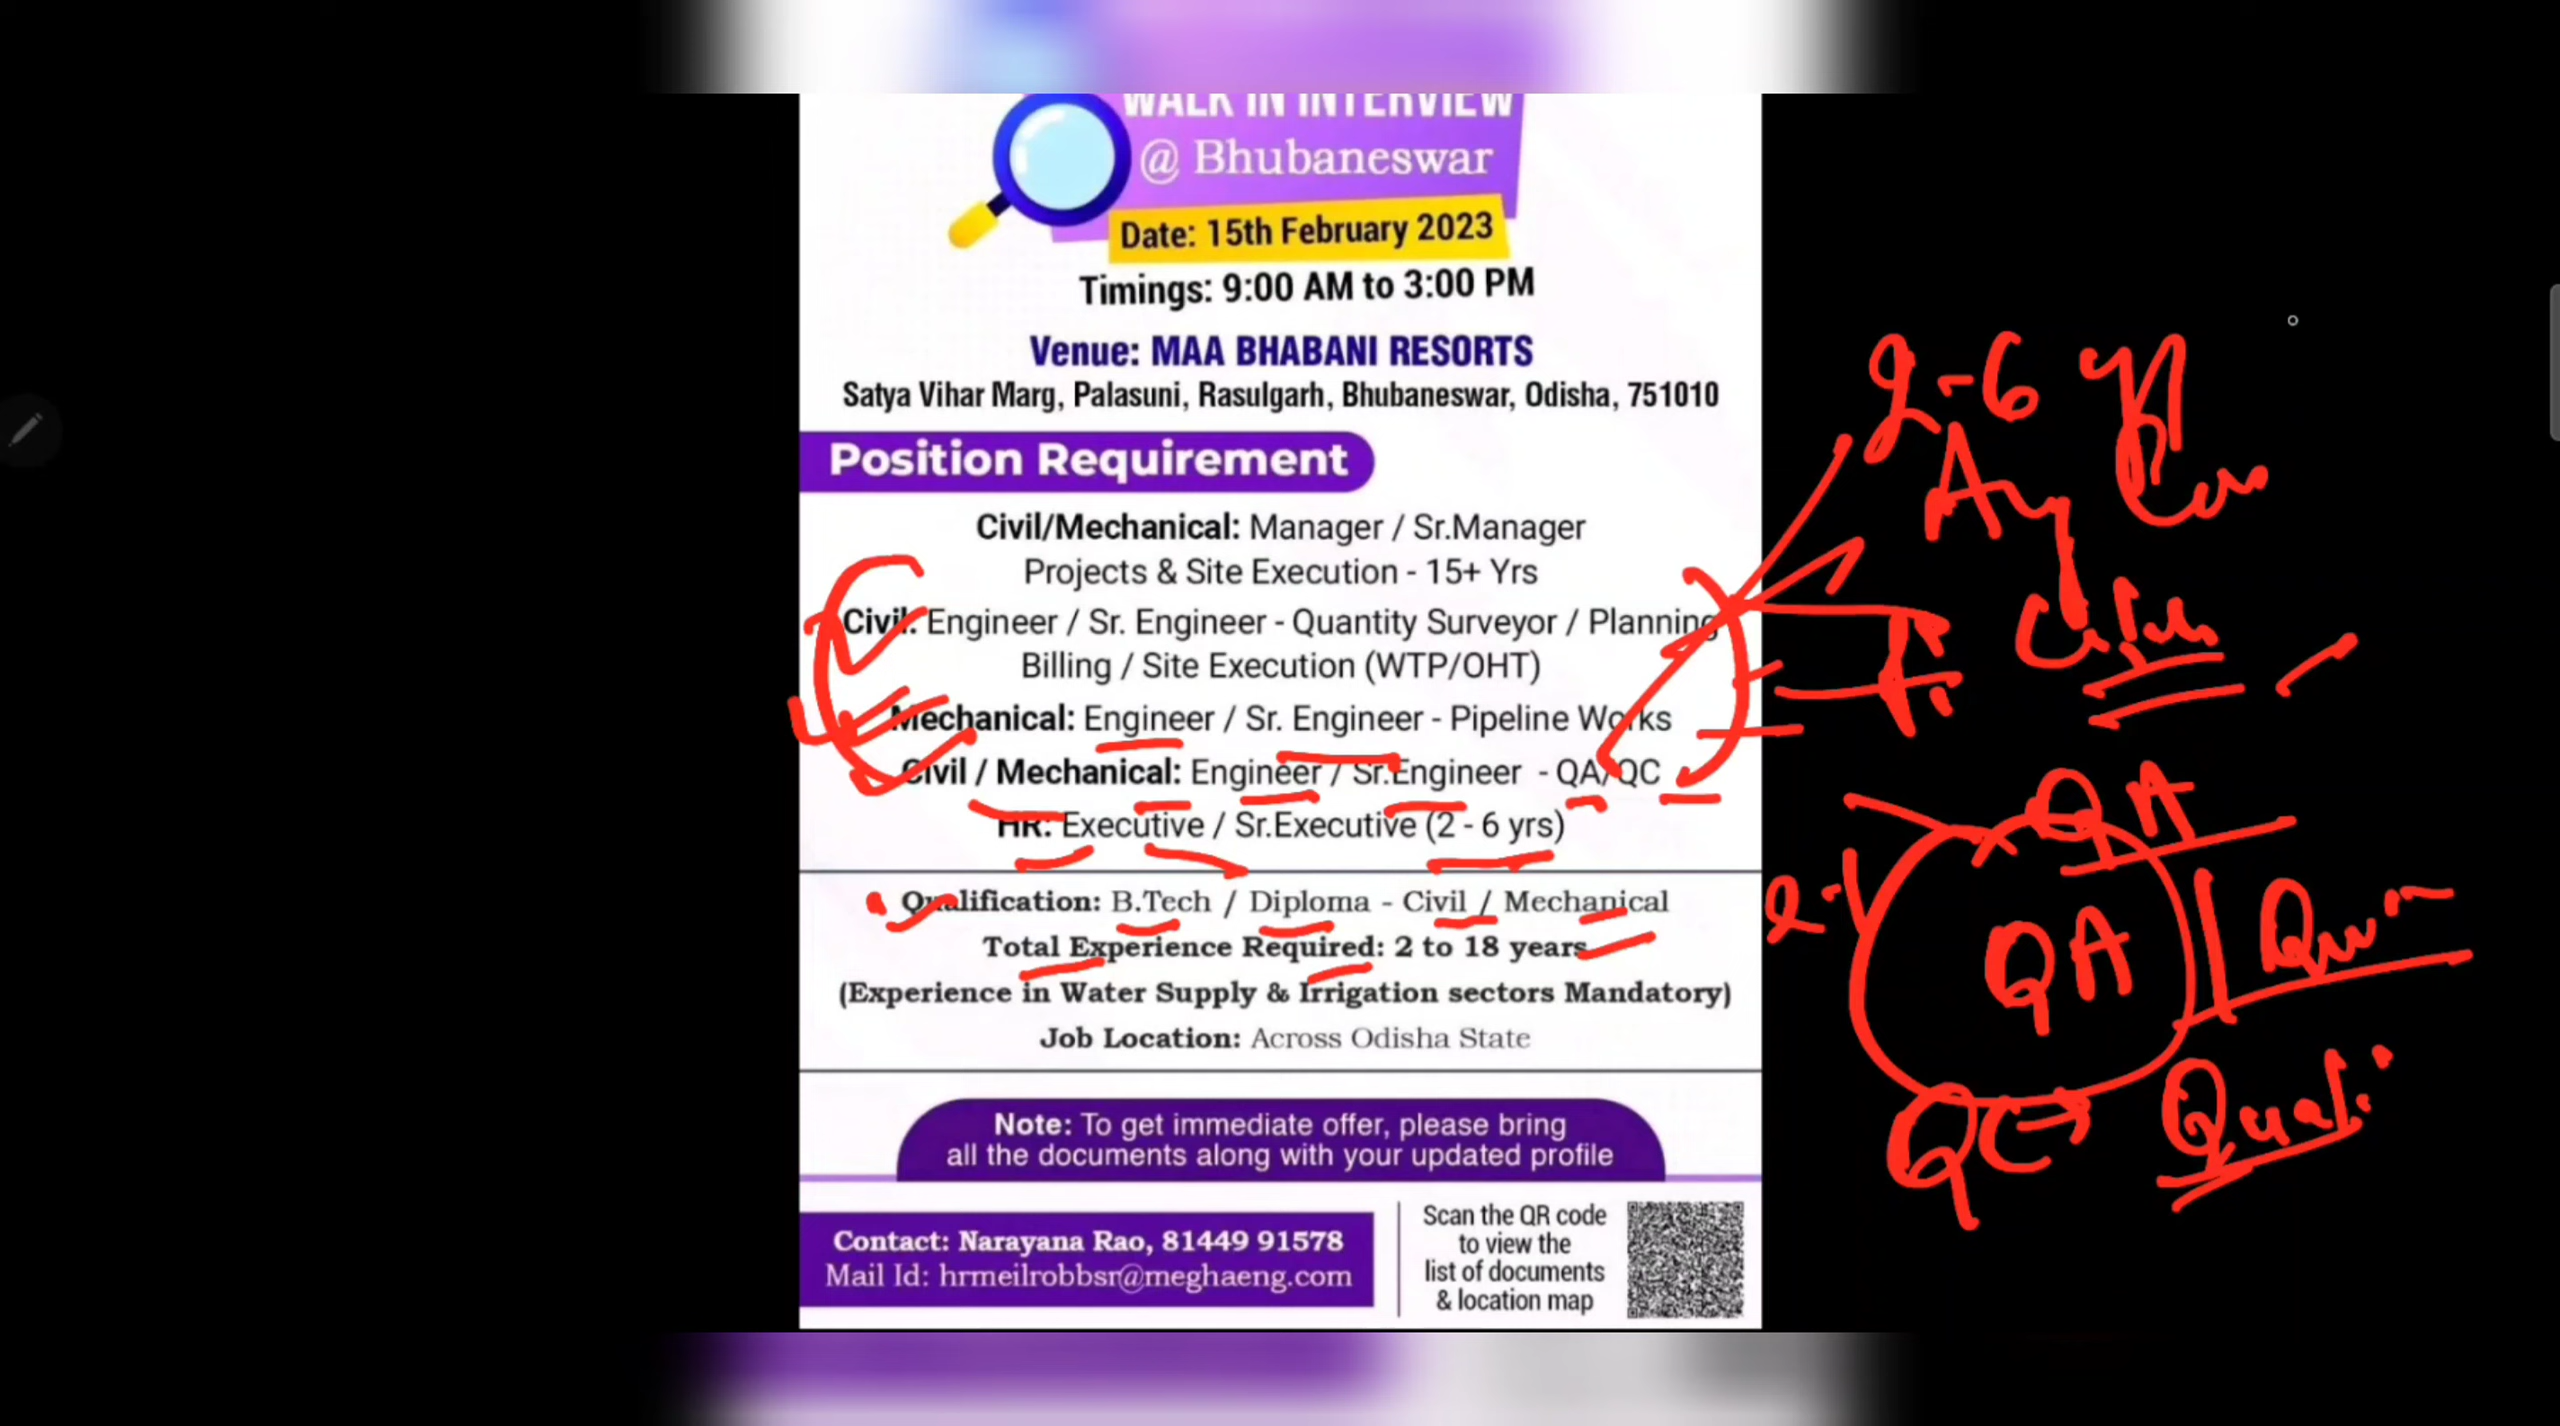 WALK IN INTERVIEW
@ Bhubaneswar
Date: 15th February 2023
Timings: 9:00 AM to 3:00 PM
Venue: MAA BHABANI RESORTS
Satya Vihar Marg, Palasuni, Rasulgarh, Bhubaneswar, Odisha, 751010
Position Requirement
Civil/Mechanical: Manager / Sr.Manager
Projects & Site Execution - 15+ Yrs
Civil: Engineer / Sr. Engineer - Quantity Surveyor / Planning
Billing / Site Execution (WTP/OHT)
Mechanical: Engineer / Sr. Engineer - Pipeline Works
Civil / Mechanical: Engineer / Sr.Engineer - QA/QC
HR: Executive / Sr.Executive (2 - 6 yrs)
Qualification: B.Tech / Diploma - Civil / Mechanical
Total Experience Required: 2 to 18 years
(Experience in Water Supply & Irrigation sectors Mandatory)
Job Location: Across Odisha State
Note: To get immediate offer, please bring
all the documents along with your updated profile
Contact: Narayana Rao, 81449 91578
Mail Id: hrmeilrobbsr@meghaeng.com
Scan the QR code
to view the
list of documents
& location map
2-6
QA
QA
QC